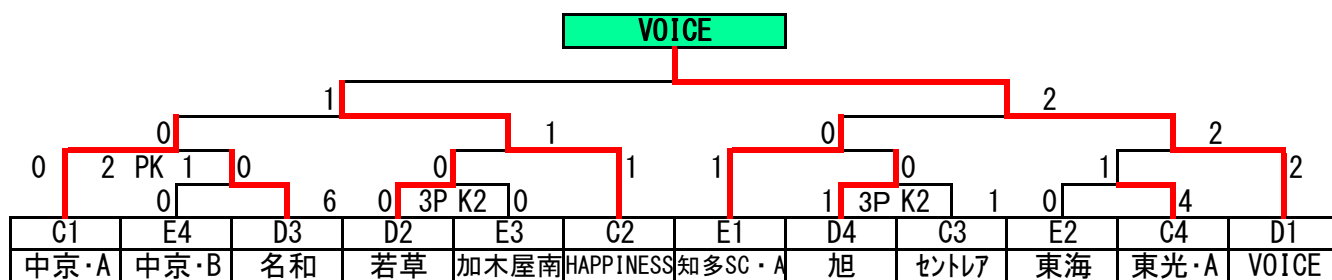 VOICE
1 2
0 1 0 2
0 2 PK 1 0 0 1 1 0 1 2
0 6 0 3P K2 0 1 3P K2 1 0 4
C1 E4 D3 D2 E3 C2 E1 D4 C3 E2 C4 D1
中京・A 中京・B 名和 若草 加木屋南 HAPPINESS 知多SC・A 旭 セントレア 東海 東光・A VOICE